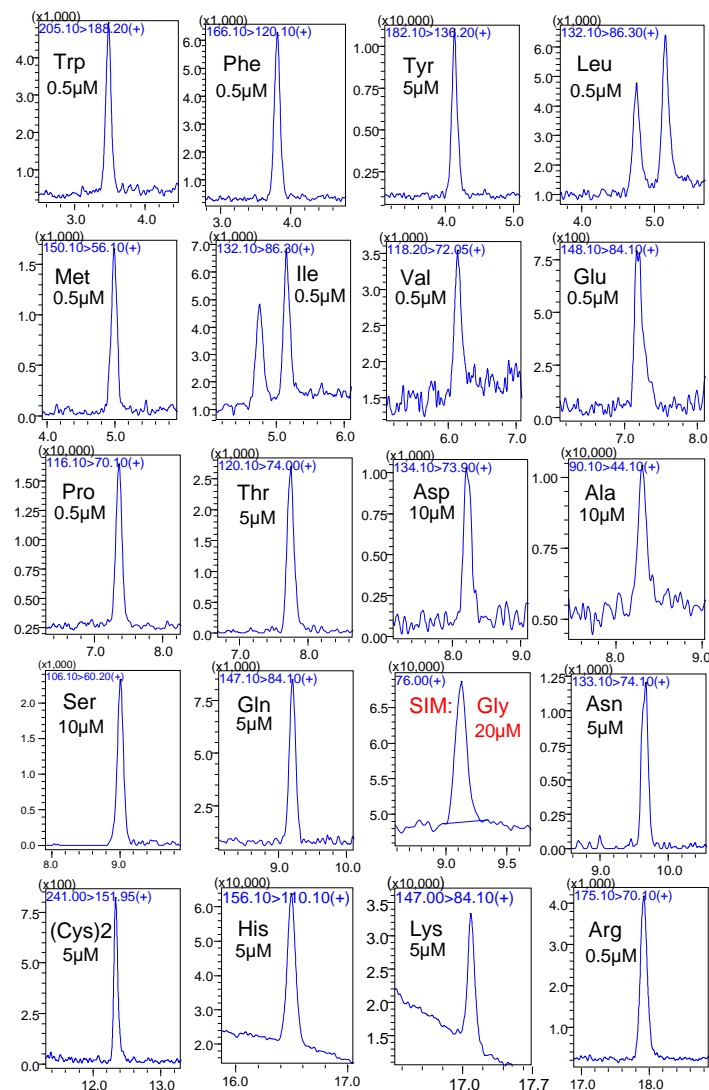 (x1,000)
205.10>188.20(+)
Trp
0.5µM
4.0
3.0
2.0
1.0
3.0
4.0
(x1,000)
166.10>120.10(+)
Phe
0.5µM
6.0
5.0
4.0
3.0
2.0
1.0
3.0
4.0
(x10,000)
182.10>136.20(+)
Tyr
5µM
1.00
0.75
0.50
0.25
4.0
5.0
(x1,000)
132.10>86.30(+)
Leu
0.5µM
6.0
5.0
4.0
3.0
2.0
1.0
4.0
5.0
(x1,000)
150.10>56.10(+)
Met
0.5µM
1.5
1.0
0.5
0.0
4.0
5.0
(x1,000)
132.10>86.30(+)
Ile
0.5µM
7.0
6.0
5.0
4.0
3.0
2.0
1.0
5.0
6.0
(x1,000)
118.20>72.05(+)
Val
0.5µM
3.5
3.0
2.5
2.0
1.5
6.0
7.0
(x100)
148.10>84.10(+)
Glu
0.5µM
7.5
5.0
2.5
0.0
7.0
8.0
(x10,000)
116.10>70.10(+)
Pro
0.5µM
1.50
1.25
1.00
0.75
0.50
0.25
7.0
8.0
(x1,000)
120.10>74.00(+)
Thr
5µM
2.5
2.0
1.5
1.0
0.5
0.0
7.0
8.0
(x1,000)
134.10>73.90(+)
Asp
10µM
1.00
0.75
0.50
0.25
0.00
8.0
9.0
(x10,000)
90.10>44.10(+)
Ala
10µM
1.00
0.75
0.50
8.0
9.0
(x1,000)
106.10>60.20(+)
Ser
10µM
2.0
1.5
1.0
0.5
0.0
8.0
9.0
(x1,000)
147.10>84.10(+)
Gln
5µM
7.5
5.0
2.5
9.0
10.0
(x10,000)
76.00(+)
SIM: Gly
20µM
6.5
6.0
5.5
5.0
9.0
9.5
(x1,000)
133.10>74.10(+)
Asn
5µM
1.25
1.00
0.75
0.50
0.25
0.00
9.0
10.0
(x100)
241.00>151.95(+)
(Cys)2
5µM
7.5
5.0
2.5
0.0
12.0
13.0
(x10,000)
156.10>110.10(+)
His
5µM
6.0
5.0
4.0
3.0
2.0
16.0
17.0
(x10,000)
147.00>84.10(+)
Lys
5µM
3.5
3.0
2.5
2.0
1.5
17.0
17.7
(x1,000)
175.10>70.10(+)
Arg
0.5µM
4.0
3.0
2.0
1.0
17.0
18.0